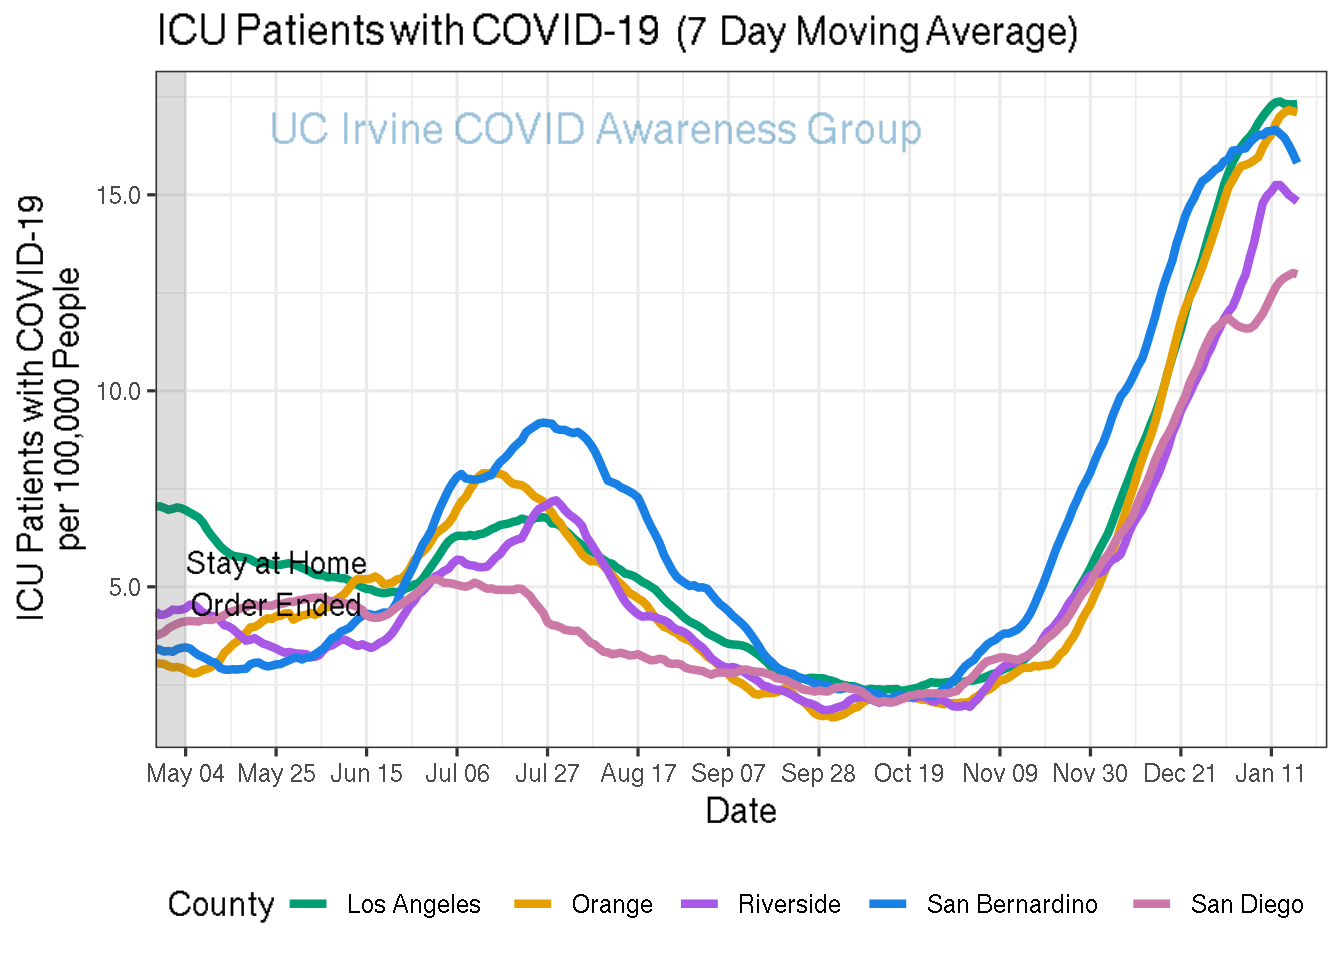 ICU Patients with COVID-19 (7 Day Moving Average)
UC Irvine COVID Awareness Group
ICU Patients with COVID-19
per 100,000 People
15.0
10.0
5.0
Stay at Home
Order Ended
May 04 May 25 Jun 15 Jul 06 Jul 27 Aug 17 Sep 07 Sep 28 Oct 19 Nov 09 Nov 30 Dec 21 Jan 11
Date
County Los Angeles Orange Riverside San Bernardino San Diego